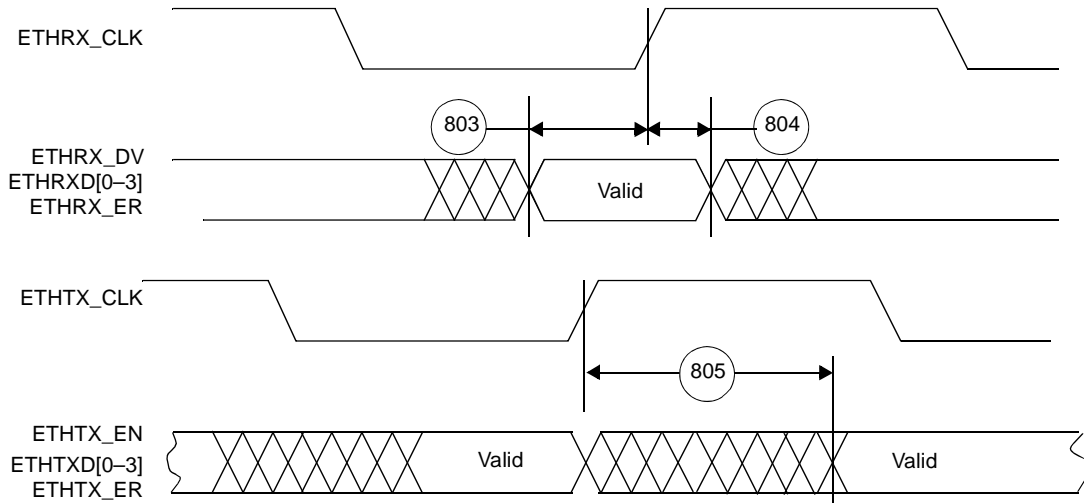 ETHRX_CLK
803
804
ETHRX_DV
ETHRXD[0–3]
ETHRX_ER
Valid
ETHTX_CLK
805
ETHTX_EN
ETHTXD[0–3]
ETHTX_ER
Valid
Valid